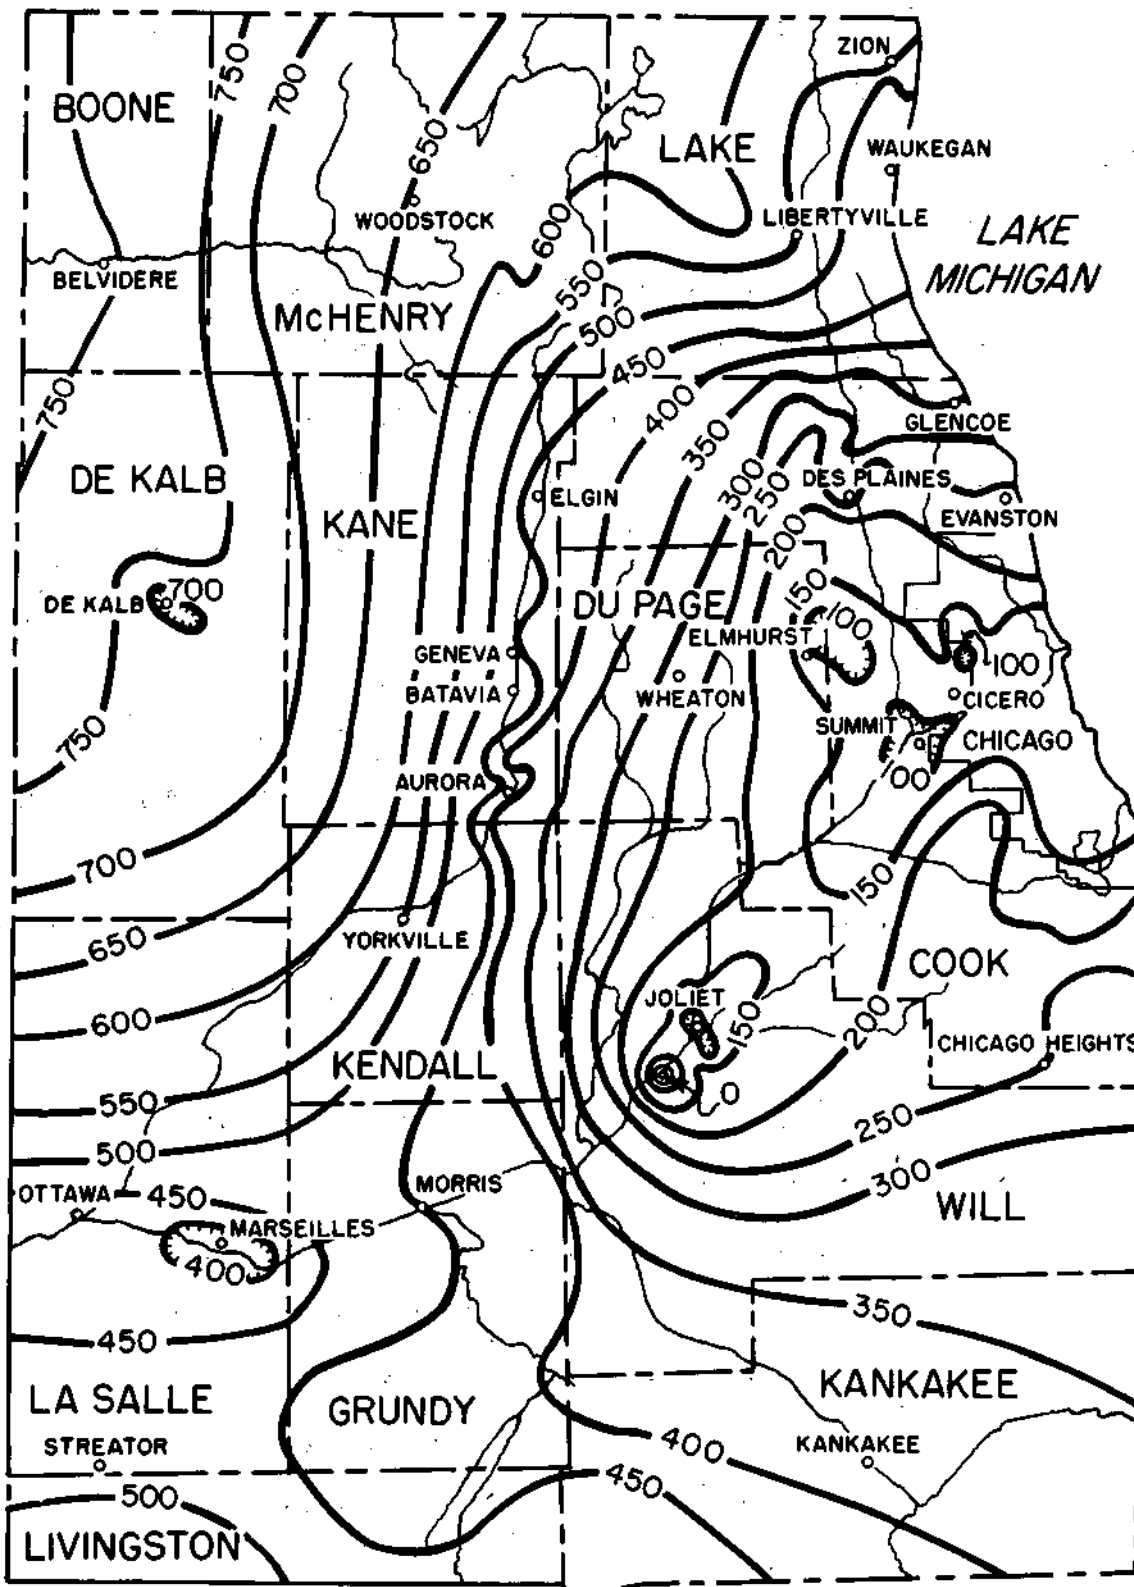 ZION
750
700
BOONE
650
LAKE
WAUKEGAN
WOODSTOCK
LIBERTYVILLE
600
LAKE
MICHIGAN
BELVIDERE
550
McHENRY
500
450
750
400
GLENCOE
350
DE KALB
300
250
DES PLAINES
ELGIN
KANE
EVANSTON
200
DE KALB
700
150
DU PAGE
100
ELMHURST
GENEVA
100
BATAVIA
WHEATON
CICERO
750
SUMMIT
CHICAGO
AURORA
100
700
150
650
YORKVILLE
COOK
JOLIET
600
150
200
KENDALL
CHICAGO HEIGHTS
0
550
250
500
300
OTTAWA
450
MORRIS
WILL
MARSEILLES
400
350
450
KANKAKEE
LA SALLE
GRUNDY
STREATOR
400
KANKAKEE
450
500
LIVINGSTON